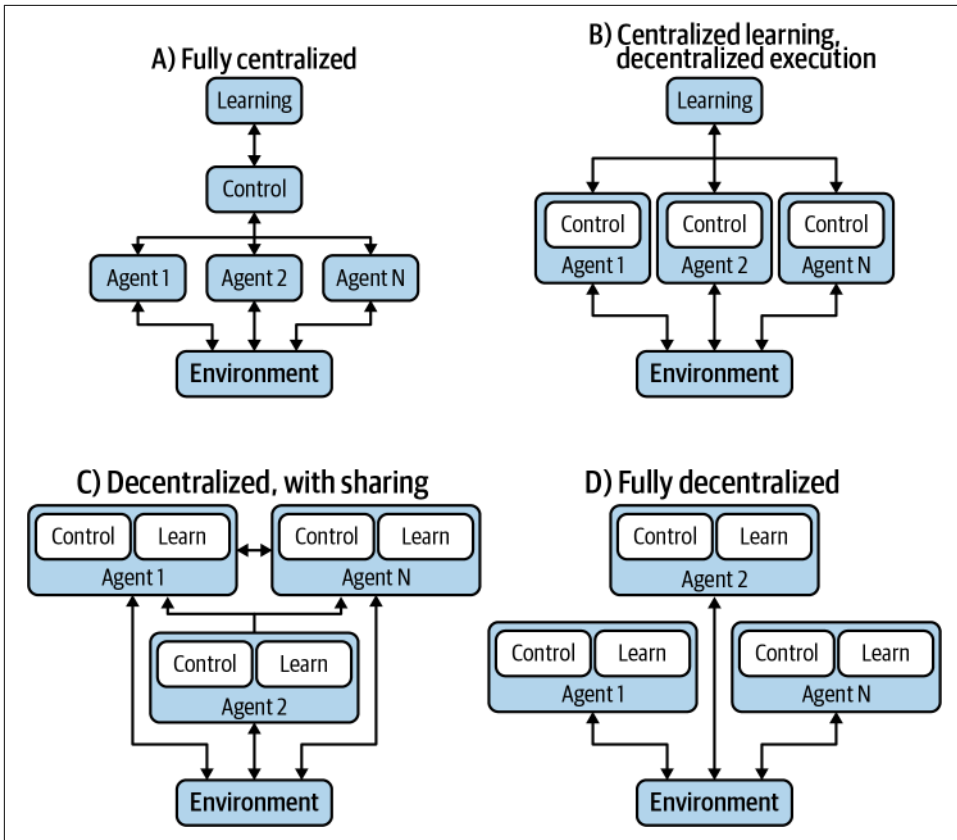 A) Fully centralized
Learning
Control
Agent 1
Agent 2
Agent N
Environment
B) Centralized learning,
decentralized execution
Learning
Control
Control
Control
Agent 1
Agent 2
Agent N
Environment
C) Decentralized, with sharing
Control
Learn
Control
Learn
Agent 1
Agent N
Control
Learn
Agent 2
Environment
D) Fully decentralized
Control
Learn
Agent 2
Control
Learn
Control
Learn
Agent 1
Agent N
Environment